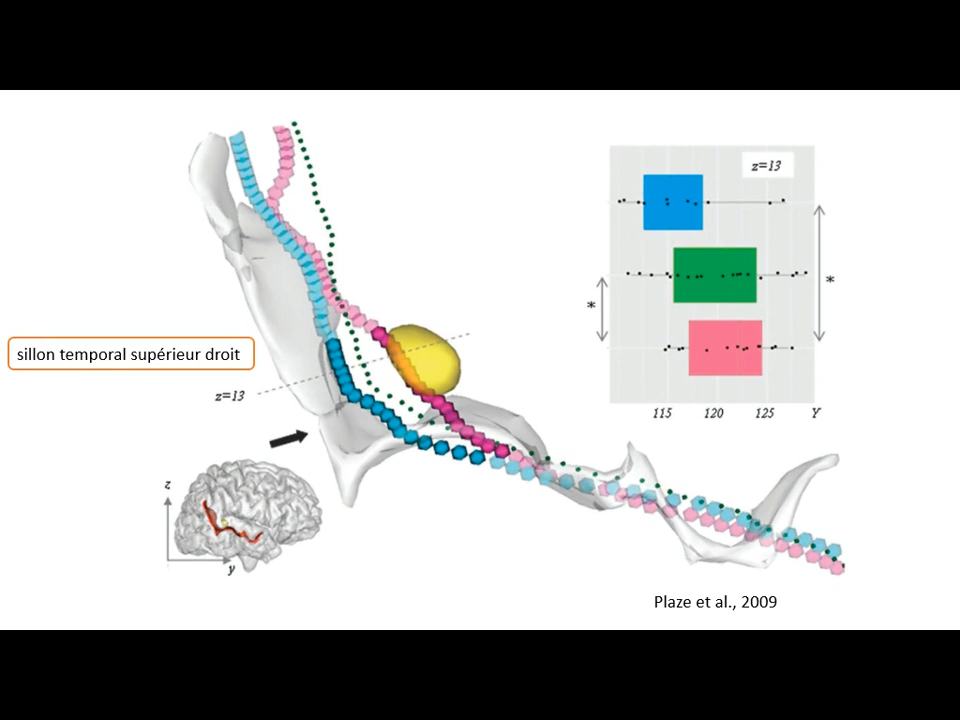 z=13
*
*
sillon temporal supérieur droit
z=13
115 120 125 Y
z
y
Plaze et al., 2009